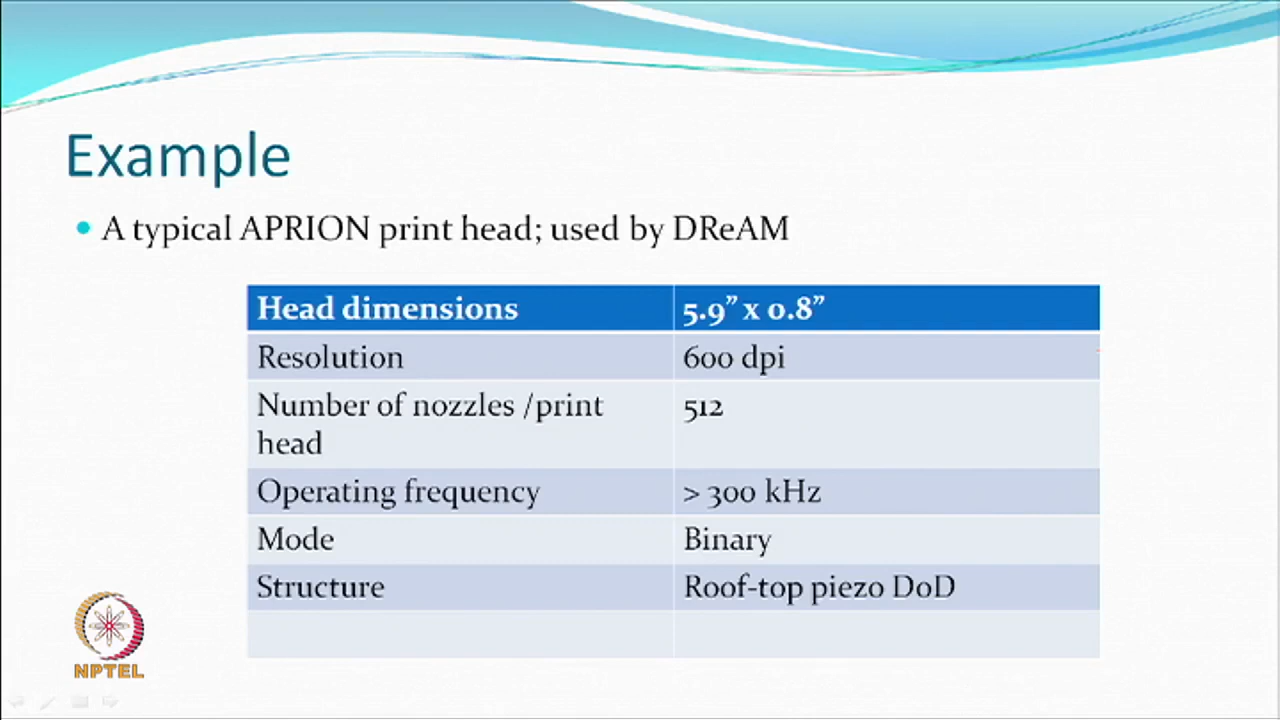 Example
A typical APRION print head; used by DReAM
Head dimensions 5.9” x 0.8”
Resolution 600 dpi
Number of nozzles /print 512
head
Operating frequency > 300 kHz
Mode Binary
Structure Roof-top piezo DoD
NPTEL